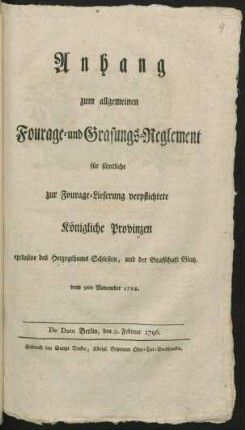 Anhang
zum allgemeinen
Fourage-und Grasungs-Reglement
für sämtliche
zur Fourage-Lieferung verpflichtete
Königliche Provinzen
exclusive des Herzogthums Schlesien, und der Grafschaft Glatz.
vom November
De Dato Berlin, den 2. Februar 1796.
Gedruckt bey George Decker, Königl. Geheimen Ober-Hof-Buchdrucker.